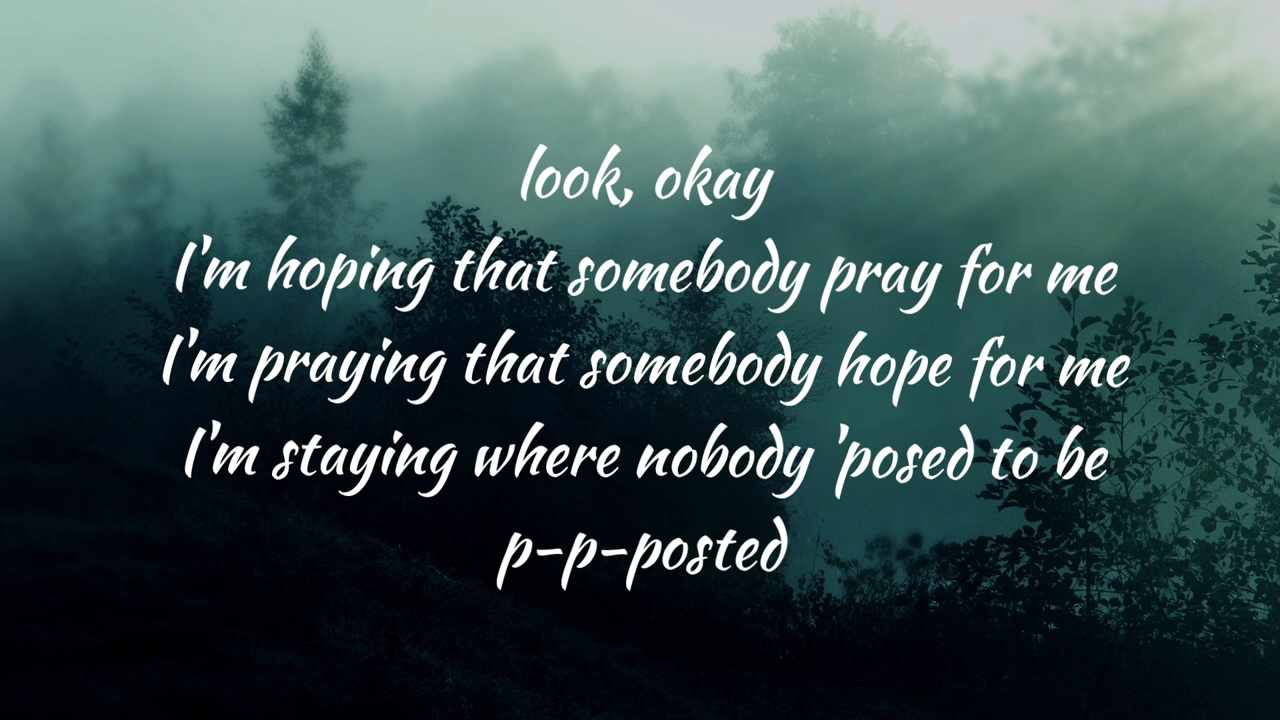 look, okay
I'm hoping that somebody pray for me
I'm praying that somebody hope for me
I'm staying where nobody 'posed to be
p-p-posted